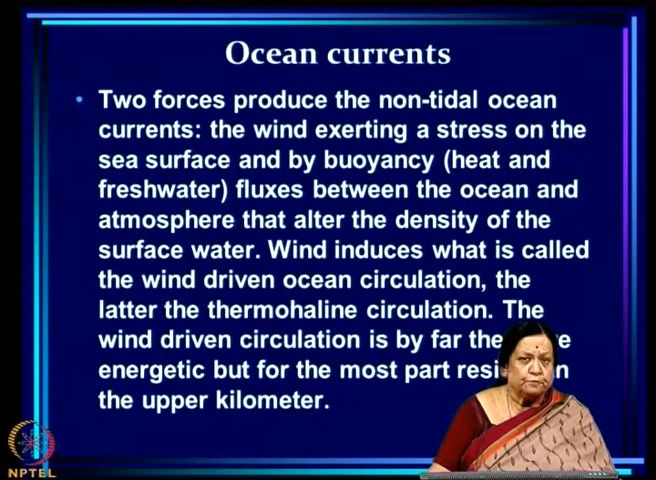 Ocean currents
• Two forces produce the non-tidal ocean
currents: the wind exerting a stress on the
sea surface and by buoyancy (heat and
freshwater) fluxes between the ocean and
atmosphere that alter the density of the
surface water. Wind induces what is called
the wind driven ocean circulation, the
latter the thermohaline circulation. The
wind driven circulation is by far the
energetic but for the most part
the upper kilometer.
NPTEL